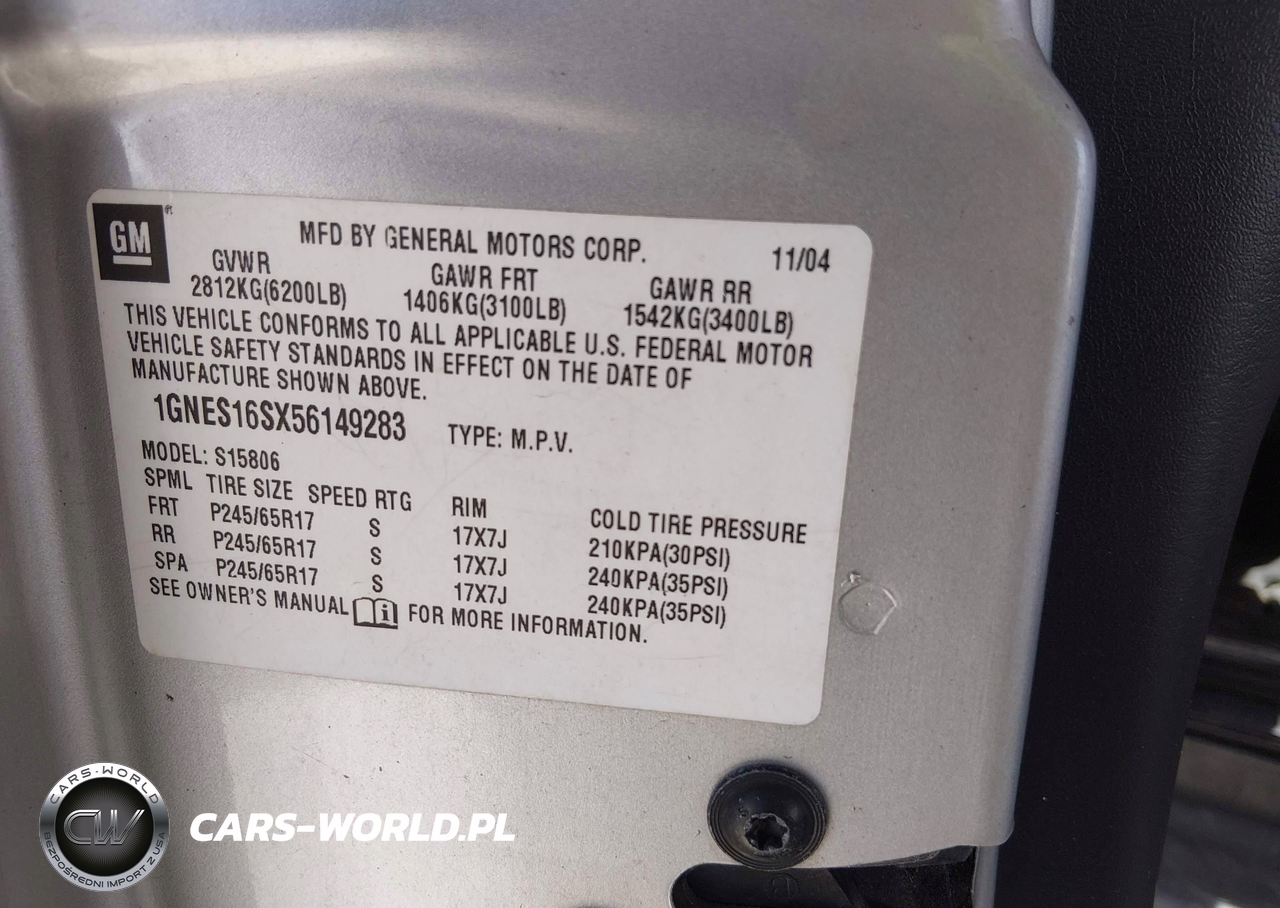 GM
MFD BY GENERAL MOTORS CORP. 11/04
GVWR GAWR FRT GAWR RR
2812KG(6200LB) 1406KG(3100LB) 1542KG(3400LB)
THIS VEHICLE CONFORMS TO ALL APPLICABLE U.S. FEDERAL MOTOR
VEHICLE SAFETY STANDARDS IN EFFECT ON THE DATE OF
MANUFACTURE SHOWN ABOVE.
1GNES16SX56149283 TYPE: M.P.V.
MODEL: S15806
SPML TIRE SIZE SPEED RTG RIM COLD TIRE PRESSURE
FRT P245/65R17 S 17X7J 210KPA(30PSI)
RR P245/65R17 S 17X7J 240KPA(35PSI)
SPA P245/65R17 S 17X7J 240KPA(35PSI)
SEE OWNER'S MANUAL FOR MORE INFORMATION.
CARS-WORLD
CW
BEZPOŚREDNI IMPORT Z USA
CARS-WORLD.PL